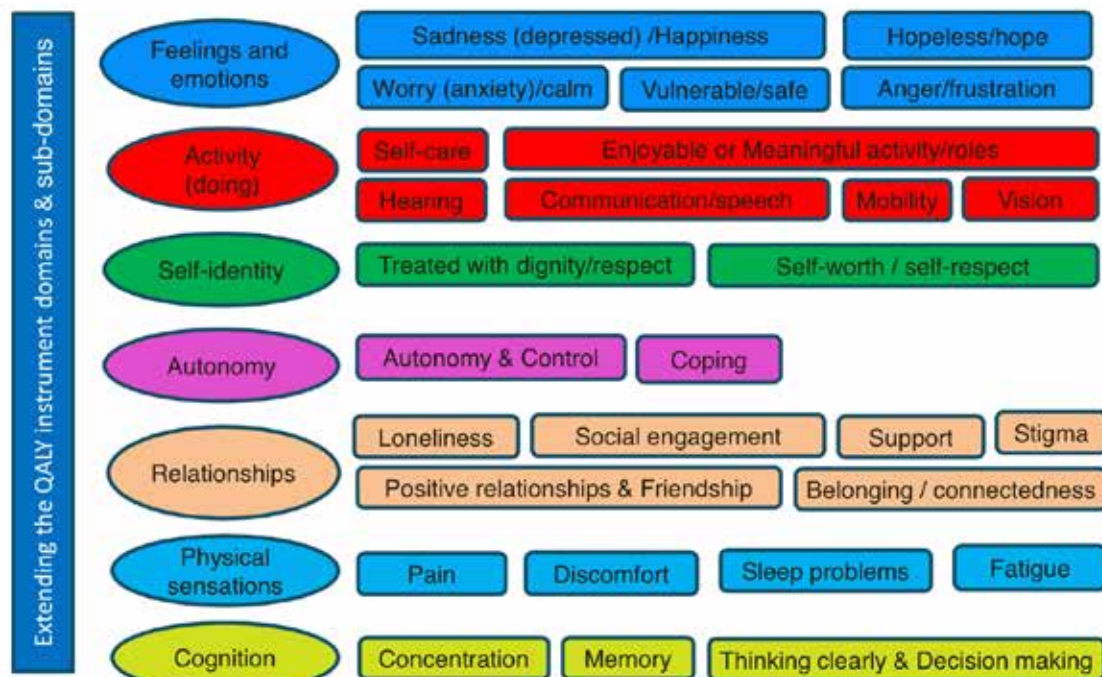 Extending the QALY instrument domains & sub-domains
Feelings and
emotions
Sadness (depressed) /Happiness
Hopeless/hope
Worry (anxiety)/calm
Vulnerable/safe
Anger/frustration
Activity
(doing)
Self-care
Enjoyable or Meaningful activity/roles
Hearing
Communication/speech
Mobility
Vision
Self-identity
Treated with dignity/respect
Self-worth / self-respect
Autonomy
Autonomy & Control
Coping
Relationships
Loneliness
Social engagement
Support
Stigma
Positive relationships & Friendship
Belonging / connectedness
Physical
sensations
Pain
Discomfort
Sleep problems
Fatigue
Cognition
Concentration
Memory
Thinking clearly & Decision making